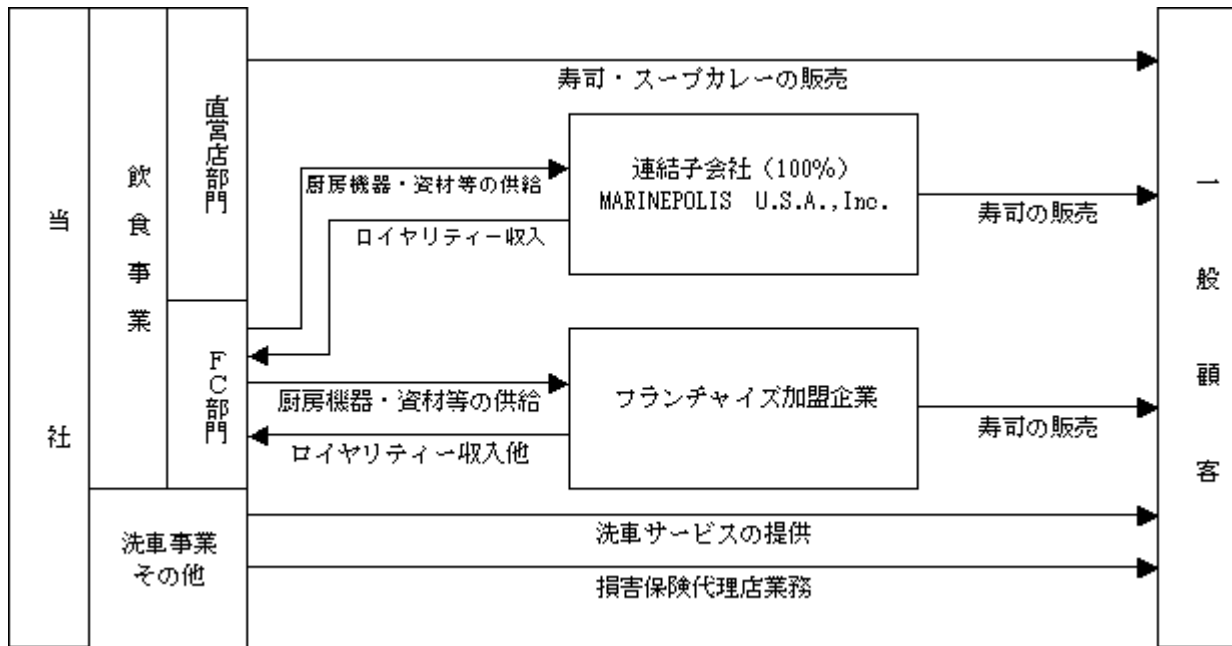 当社
飲食事業
直営店部門
FC部門
洗車事業
その他
寿司・スープカレーの販売
厨房機器・資材等の供給
ロイヤリティー収入
連結子会社（100%）
MARINEPOLIS U.S.A.,Inc.
寿司の販売
厨房機器・資材等の供給
ロイヤリティー収入他
フランチャイズ加盟企業
寿司の販売
洗車サービスの提供
損害保険代理店業務
一般顧客